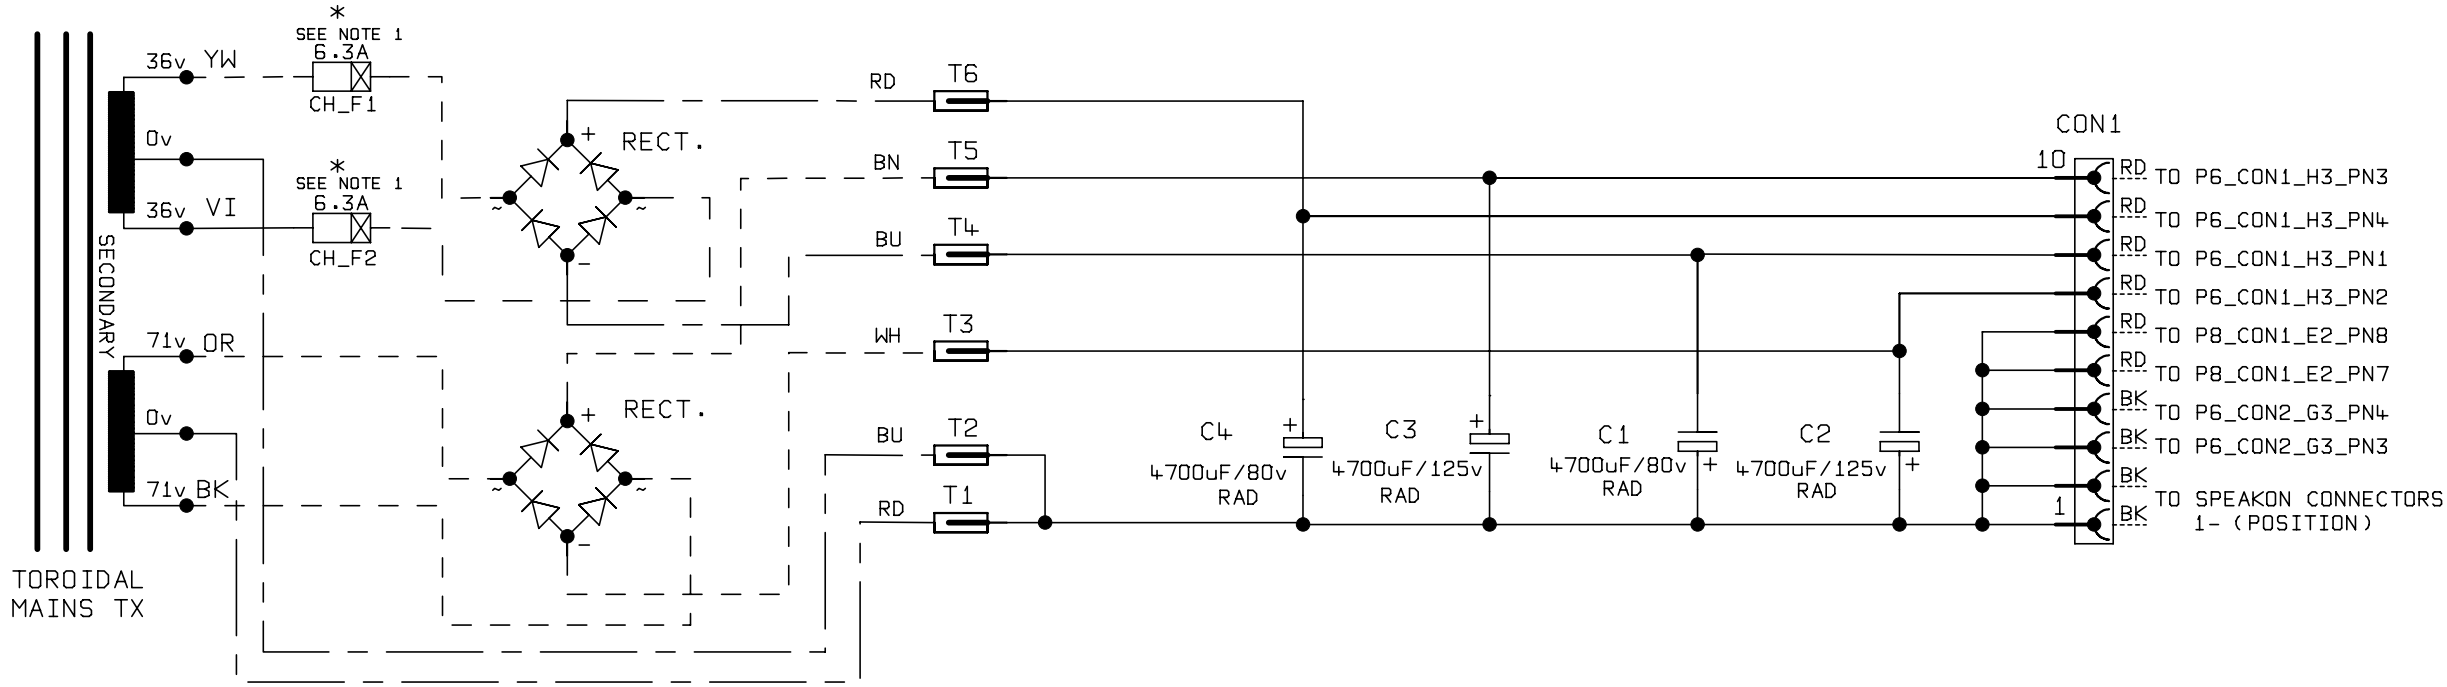 *
SEE NOTE 1
6.3A
CH_F1
36v YW
0v
*
SEE NOTE 1
6.3A
CH_F2
36v VI
SECONDARY
71v OR
0v
71v BK
TOROIDAL
MAINS TX
+ RECT.
~ ~
-
+ RECT.
~ ~
-
RD T6
BN T5
BU T4
WH T3
BU T2
RD T1
C4 +
4700uF/80v
RAD
C3 +
4700uF/125v
RAD
C1
4700uF/80v +
RAD
C2
4700uF/125v +
RAD
CON1
10 RD TO P6_CON1_H3_PN3
RD TO P6_CON1_H3_PN4
RD TO P6_CON1_H3_PN1
RD TO P6_CON1_H3_PN2
RD TO P8_CON1_E2_PN8
RD TO P8_CON1_E2_PN7
BK TO P6_CON2_G3_PN4
BK TO P6_CON2_G3_PN3
BK
TO SPEAKON CONNECTORS
1 BK 1- (POSITION)